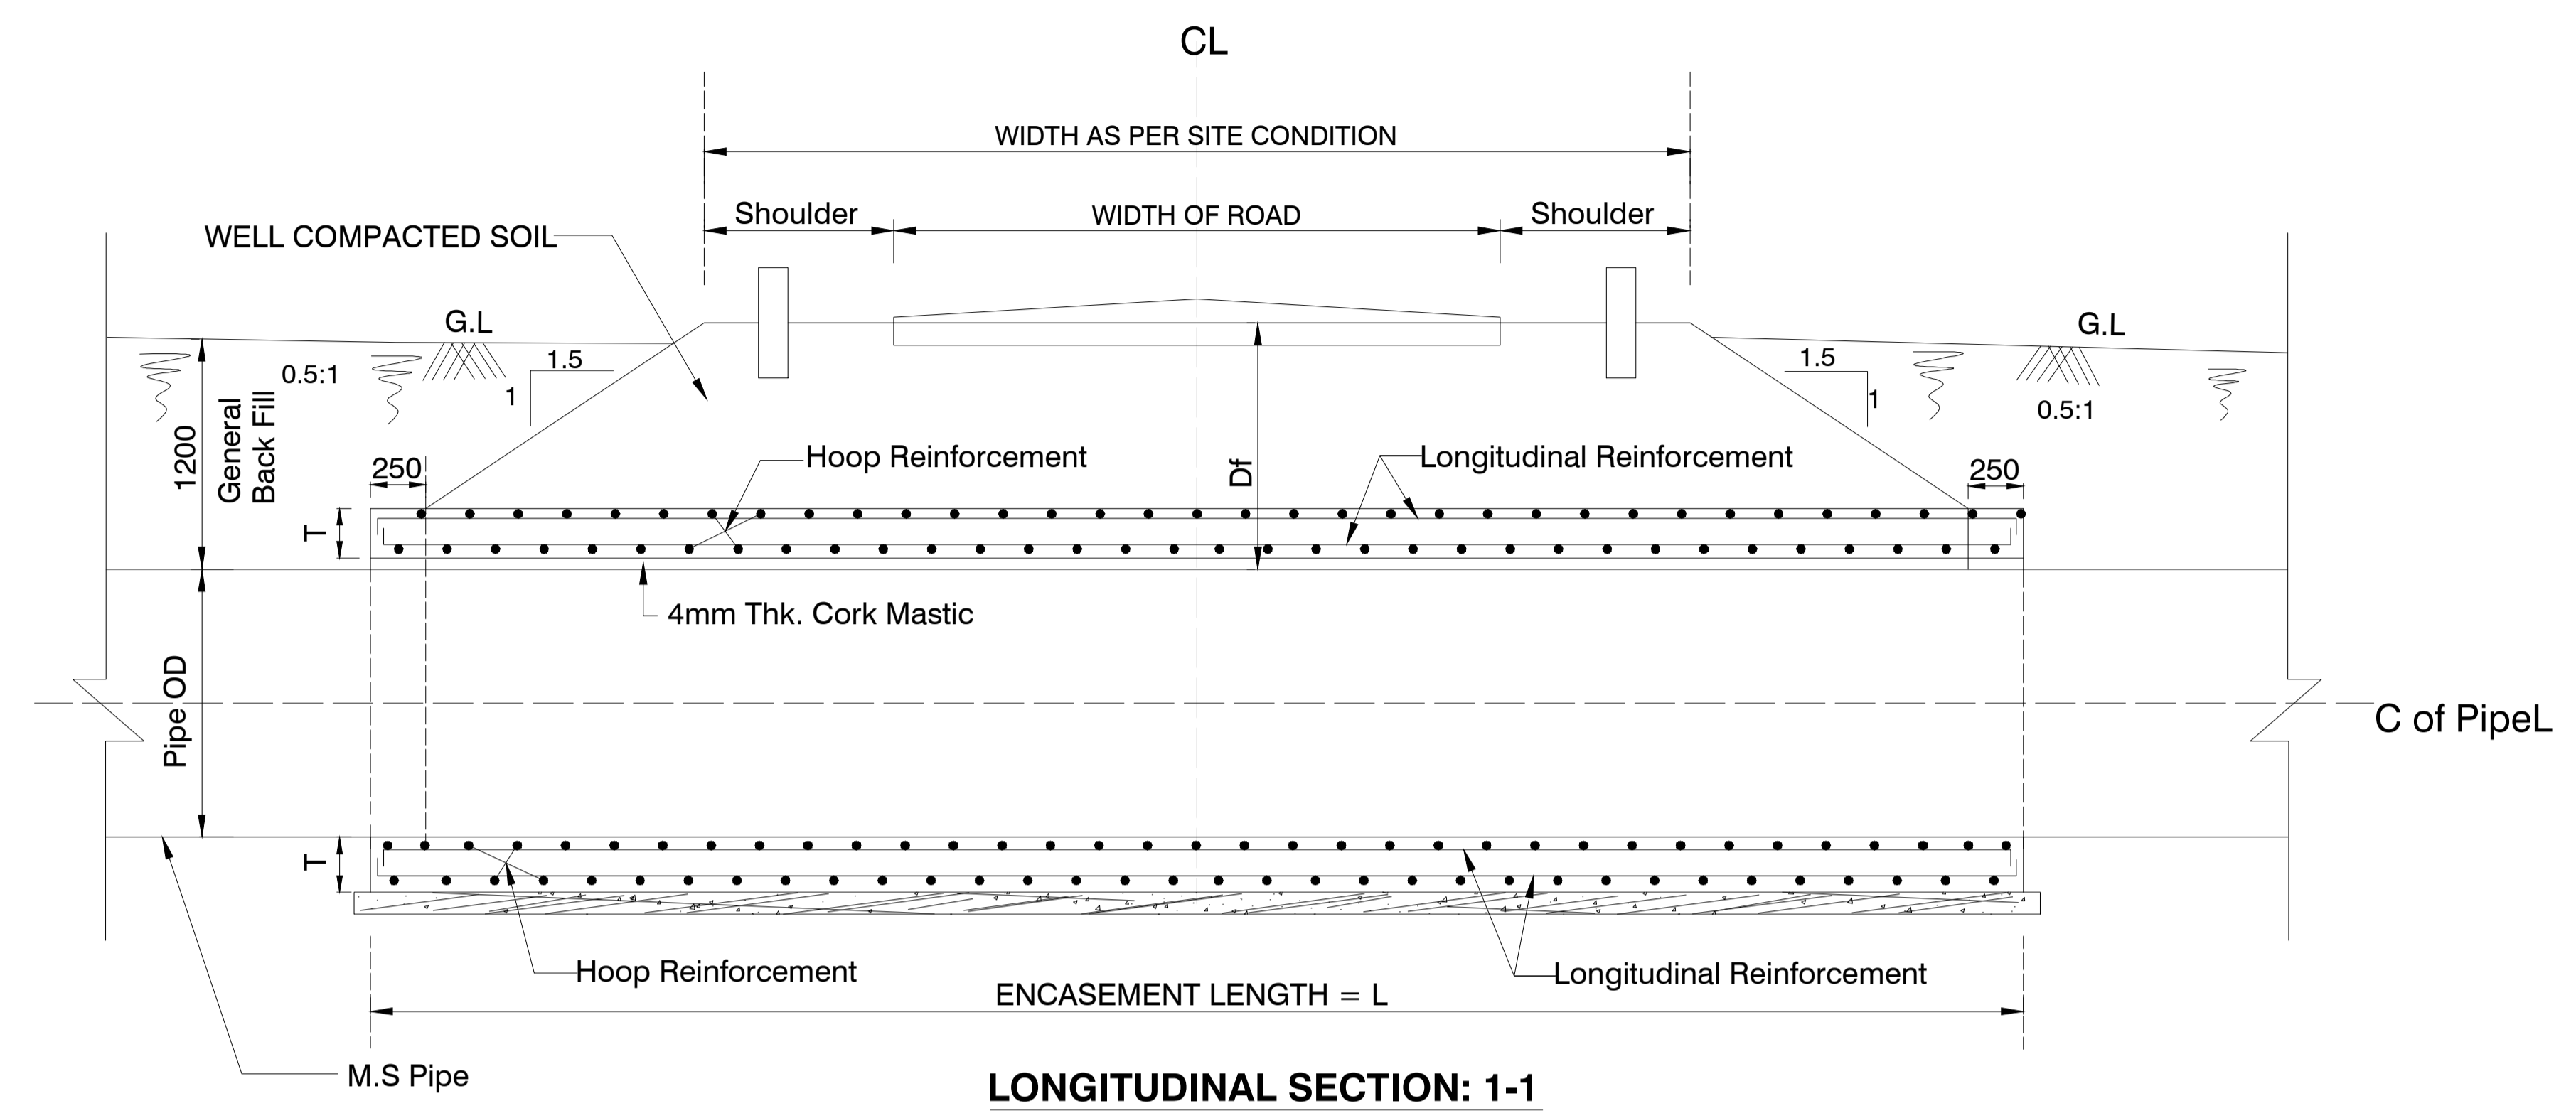 CL
WIDTH AS PER SITE CONDITION
Shoulder
WIDTH OF ROAD
Shoulder
WELL COMPACTED SOIL
G.L
G.L
0.5:1
1.5
1
1.5
1
0.5:1
1200
General
Back Fill
250
Hoop Reinforcement
Df
Longitudinal Reinforcement
250
T
4mm Thk. Cork Mastic
Pipe OD
C of PipeL
T
Hoop Reinforcement
Longitudinal Reinforcement
ENCASEMENT LENGTH = L
M.S Pipe
LONGITUDINAL SECTION: 1-1